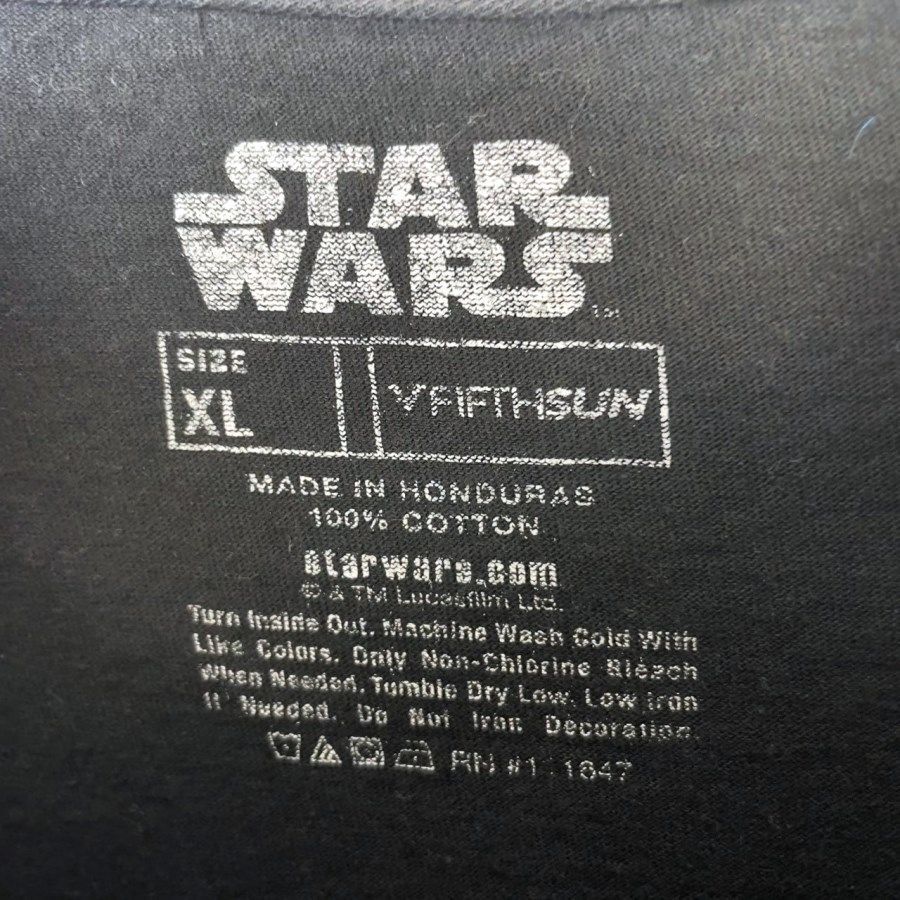 STAR
WARS
SIZE
XL
FIFTHSUN
MADE IN HONDURAS
100% COTTON
starwars.com
© & TM Lucasfilm Ltd.
Turn Inside Out. Machine Wash Cold With
Like Colors. Only Non-Chlorine Bleach
When Needed. Tumble Dry Low. Low Iron
If Needed. Do Not Iron Decoration.
RN